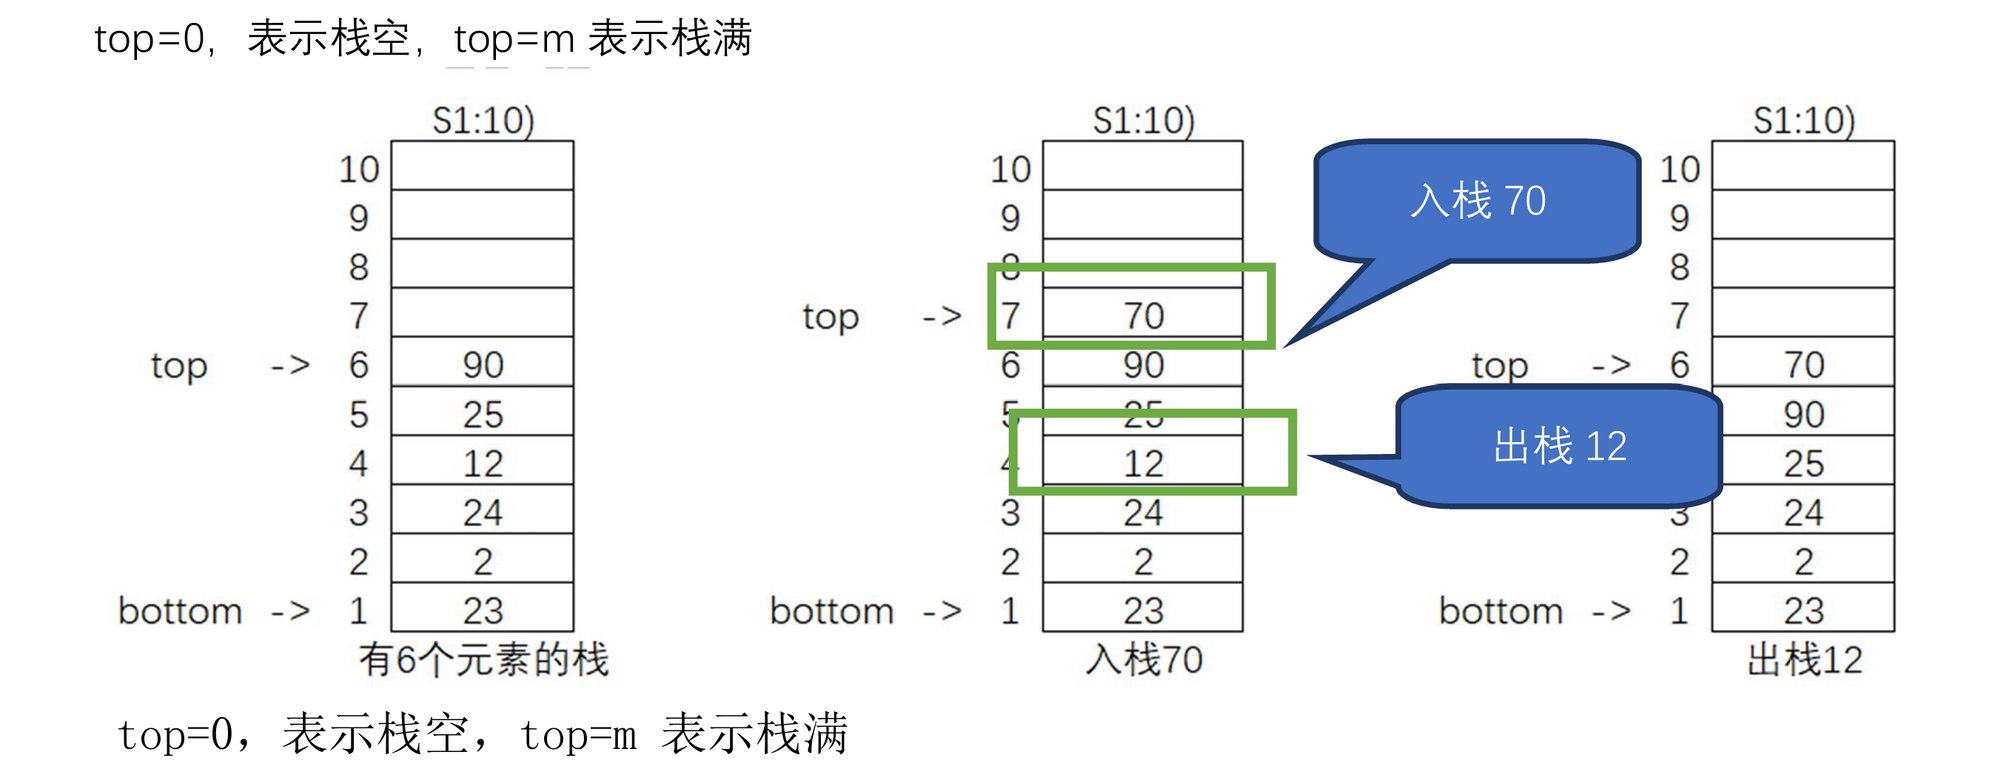 top=0，表示栈空，top=m 表示栈满
S1:10) S1:10) S1:10)
10 10 10
入栈 70
9 9 9
8 8 8
7 top -> 7 70 7
top -> 6 90 6 90 top -> 6 70
5 25 5 25 90
出栈 12
4 12 4 12 25
3 24 3 24 3 24
2 2 2 2 2 2
bottom -> 1 23 bottom -> 1 23 bottom -> 1 23
有6个元素的栈 入栈70 出栈12
top=0，表示栈空，top=m 表示栈满